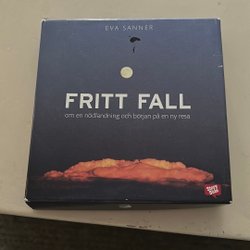 EVA SANNER
FRITT FALL
om en nödlandning och början på en ny resa